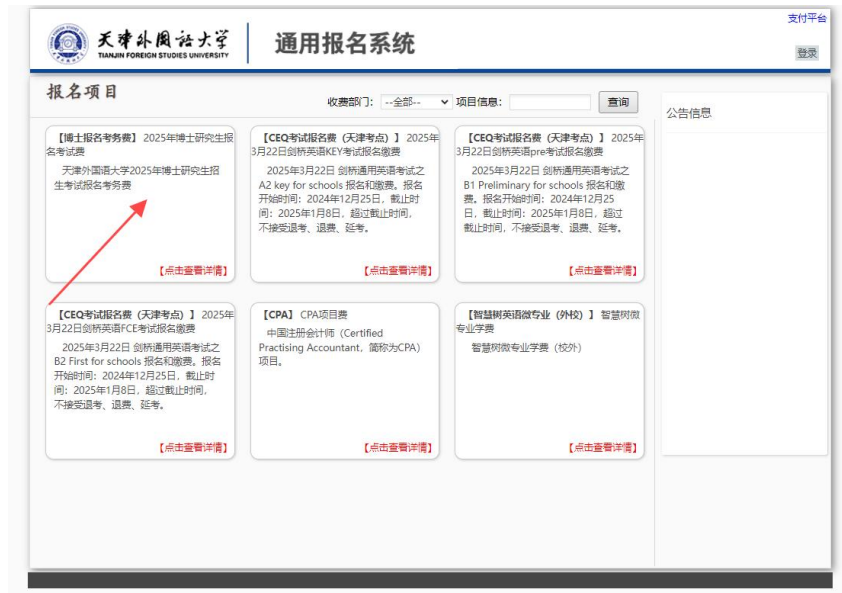 支付平台
天津外国语大学
TIANJIN FOREIGN STUDIES UNIVERSITY
通用报名系统
登录
报名项目
收费部门： --全部-- 项目信息： 查询
公告信息
【博士报名考务费】 2025年博士研究生报
名考试费
天津外国语大学2025年博士研究生招
生考试报名考务费
【点击查看详情】
【CEQ考试报名费（天津考点）】 2025年
3月22日剑桥英语KEY考试报名缴费
2025年3月22日 剑桥通用英语考试之
A2 key for schools 报名和缴费。报名
开始时间：2024年12月25日，截止时
间：2025年1月8日，超过截止时间，
不接受退考、退费、延考。
【点击查看详情】
【CEQ考试报名费（天津考点）】 2025年
3月22日剑桥英语pre考试报名缴费
2025年3月22日 剑桥通用英语考试之
B1 Preliminary for schools 报名和缴
费。报名开始时间：2024年12月25
日，截止时间：2025年1月8日，超过
截止时间，不接受退考、退费、延考。
【点击查看详情】
【CEQ考试报名费（天津考点）】 2025年
3月22日剑桥英语FCE考试报名缴费
2025年3月22日 剑桥通用英语考试之
B2 First for schools 报名和缴费。报名
开始时间：2024年12月25日，截止时
间：2025年1月8日，超过截止时间，
不接受退考、退费、延考。
【点击查看详情】
【CPA】 CPA项目费
中国注册会计师（Certified
Practising Accountant，简称为CPA）
项目。
【点击查看详情】
【智慧树英语微专业（外校）】 智慧树微
专业学费
智慧树微专业学费（校外）
【点击查看详情】